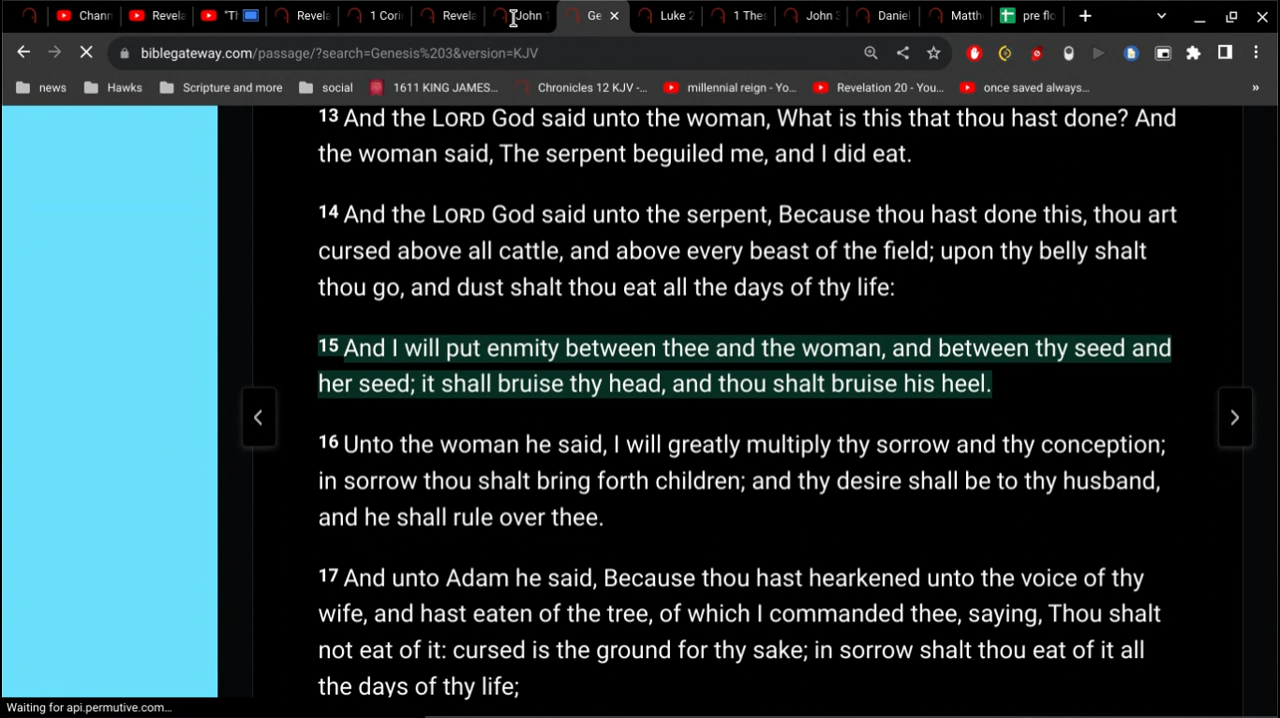 Chann
Revela
"Tl
Revela
1 Corin
Revela
John 1
Ge
Luke 2
1 Thes
John 3
Daniel
Matth
pre flo
biblegateway.com/passage/?search=Genesis%203&version=KJV
news
Hawks
Scripture and more
social
1611 KING JAMES...
Chronicles 12 KJV -...
millennial reign - Yo...
Revelation 20 - You...
once saved always...
13 And the LORD God said unto the woman, What is this that thou hast done? And
the woman said, The serpent beguiled me, and I did eat.
14 And the LORD God said unto the serpent, Because thou hast done this, thou art
cursed above all cattle, and above every beast of the field; upon thy belly shalt
thou go, and dust shalt thou eat all the days of thy life:
15 And I will put enmity between thee and the woman, and between thy seed and
her seed; it shall bruise thy head, and thou shalt bruise his heel.
16 Unto the woman he said, I will greatly multiply thy sorrow and thy conception;
in sorrow thou shalt bring forth children; and thy desire shall be to thy husband,
and he shall rule over thee.
17 And unto Adam he said, Because thou hast hearkened unto the voice of thy
wife, and hast eaten of the tree, of which I commanded thee, saying, Thou shalt
not eat of it: cursed is the ground for thy sake; in sorrow shalt thou eat of it all
the days of thy life;
Waiting for api.permutive.com...